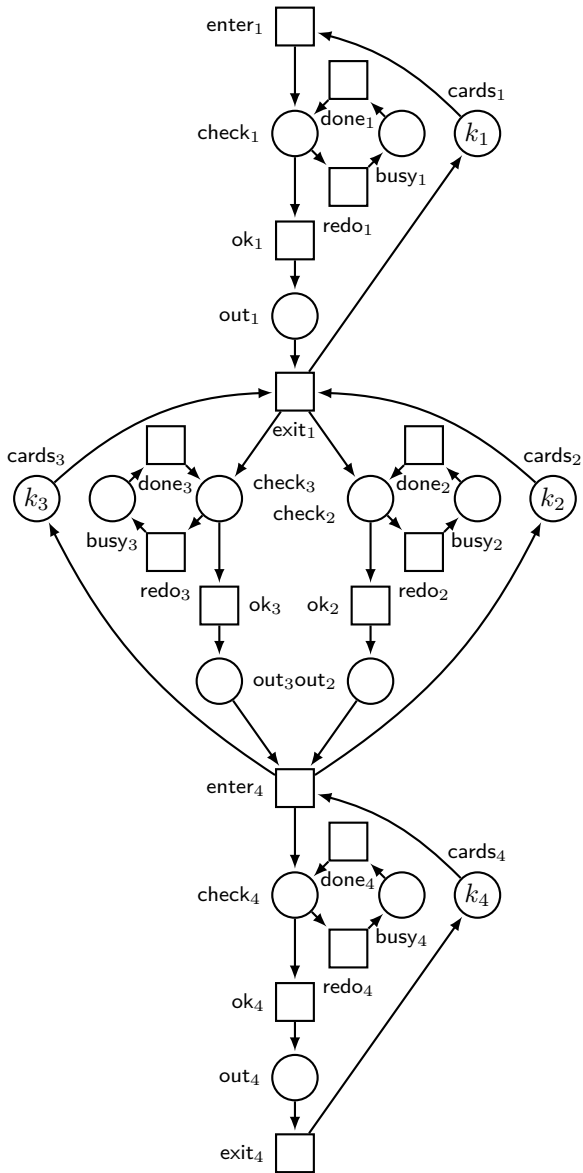 enter₁
cards₁
done₁
check₁
k₁
busy₁
redo₁
ok₁
out₁
exit₁
cards₃
cards₂
done₃
check₃
done₂
k₃
check₂
k₂
busy₃
busy₂
redo₃
ok₃
ok₂
redo₂
out₃out₂
enter₄
cards₄
done₄
check₄
k₄
busy₄
redo₄
ok₄
out₄
exit₄